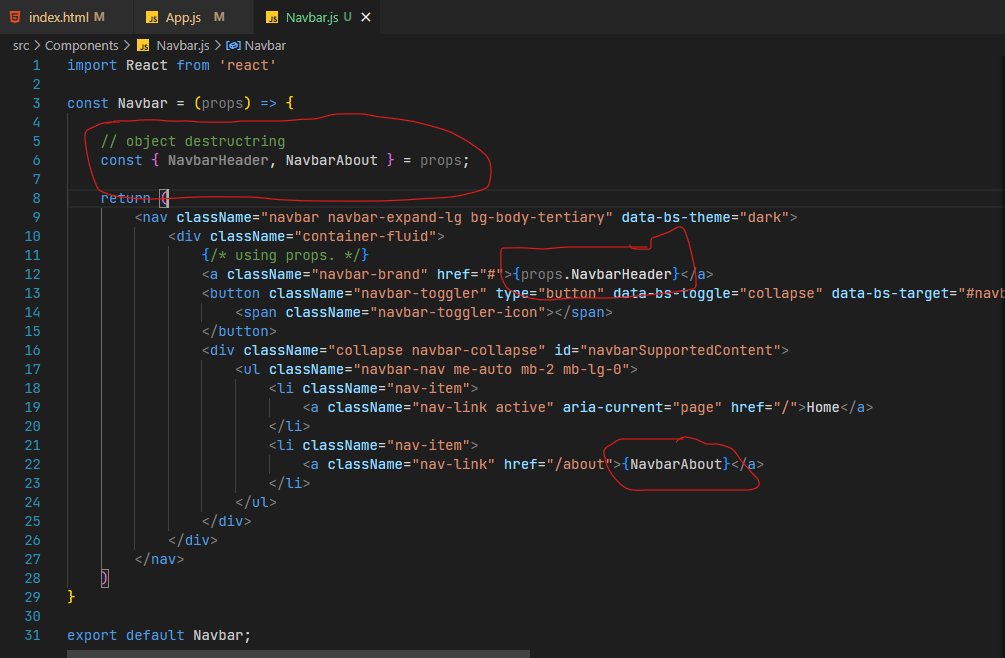 index.html M
JS App.js M
JS Navbar.js U ×
src > Components > JS Navbar.js > Navbar
1 import React from 'react'
2
3 const Navbar = (props) => {
4
5 // object destructring
6 const { NavbarHeader, NavbarAbout } = props;
7
8 return (
9 <nav className="navbar navbar-expand-lg bg-body-tertiary" data-bs-theme="dark">
10 <div className="container-fluid">
11 {/* using props. */}
12 <a className="navbar-brand" href="#">{props.NavbarHeader}</a>
13 <button className="navbar-toggler" type="button" data-bs-toggle="collapse" data-bs-target="#navb
14 <span className="navbar-toggler-icon"></span>
15 </button>
16 <div className="collapse navbar-collapse" id="navbarSupportedContent">
17 <ul className="navbar-nav me-auto mb-2 mb-lg-0">
18 <li className="nav-item">
19 <a className="nav-link active" aria-current="page" href="/">Home</a>
20 </li>
21 <li className="nav-item">
22 <a className="nav-link" href="/about">{NavbarAbout}</a>
23 </li>
24 </ul>
25 </div>
26 </div>
27 </nav>
28 )
29 }
30
31 export default Navbar;